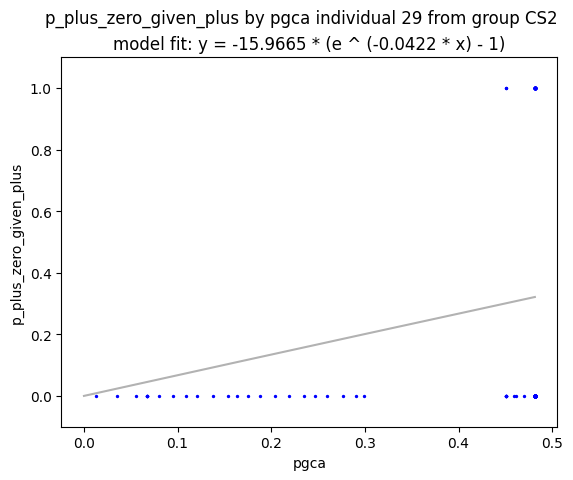 p_plus_zero_given_plus by pgca individual 29 from group CS2
model fit: y = -15.9665 * (e ^ (-0.0422 * x) - 1)
1.0
0.8
0.6
0.4
0.2
0.0
p_plus_zero_given_plus
0.0 0.1 0.2 0.3 0.4 0.5
pgca